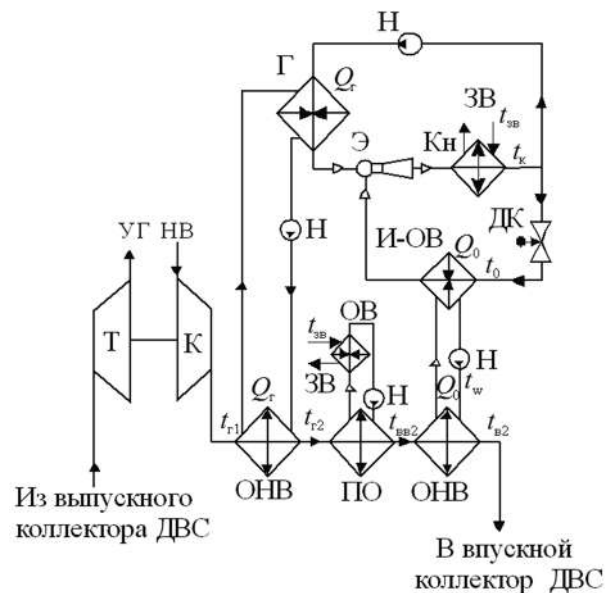 Н
Г
Q_г
ЗВ
Э
Кн
t_зв
t_к
ДК
УГ НВ
Н
И-ОВ
Q_0
t_0
Т
К
ОВ
t_зв
ЗВ
Н
Н
t_w
Q_г
Q_0
t_г1
t_г2
t_вв2
t_в2
ОНВ
ПО
ОНВ
Из выпускного
коллектора ДВС
В впускной
коллектор ДВС